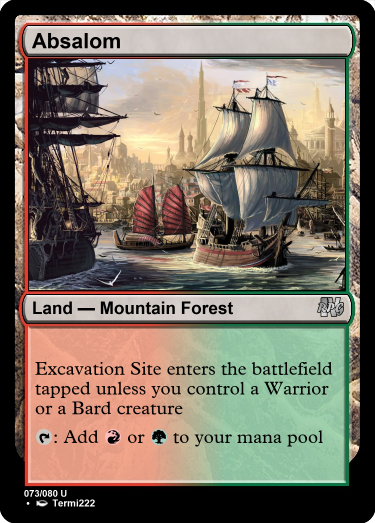 Absalom
Land — Mountain Forest
Excavation Site enters the battlefield
tapped unless you control a Warrior
or a Bard creature
: Add or to your mana pool
073/080 U
• Termi222